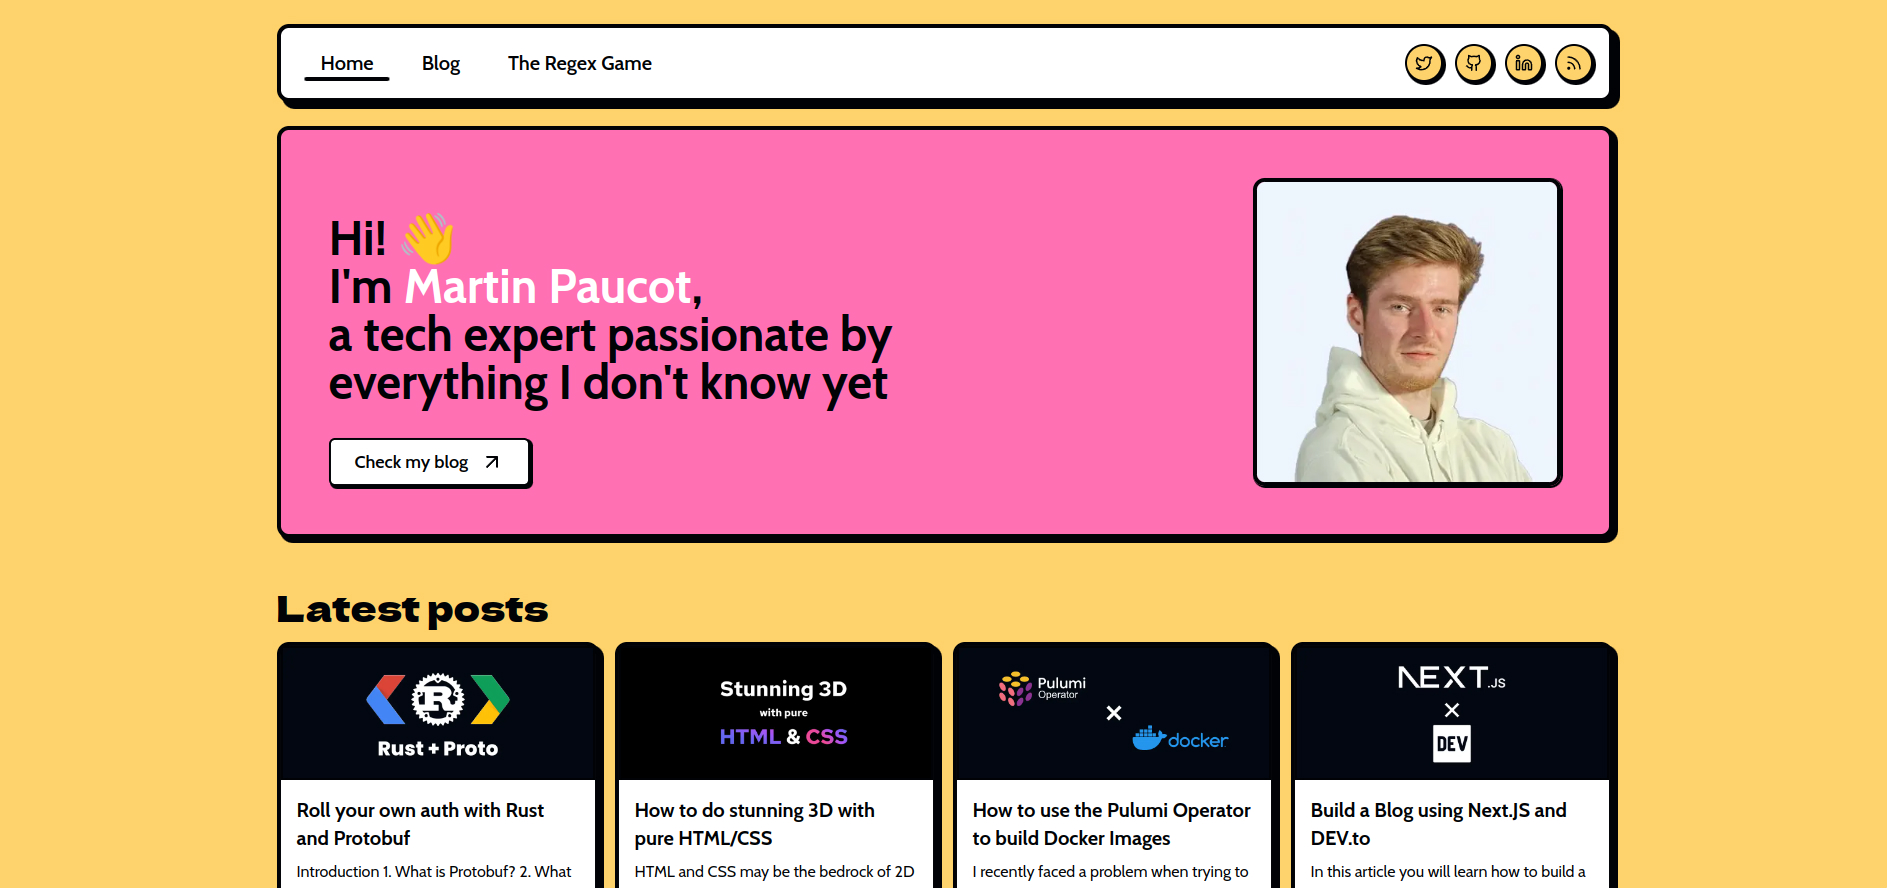 Home Blog The Regex Game
Hi! 👋
I'm Martin Paucot,
a tech expert passionate by
everything I don't know yet
Check my blog
Latest posts
Rust + Proto
Roll your own auth with Rust
and Protobuf
Introduction 1. What is Protobuf? 2. What
Stunning 3D
with pure
HTML & CSS
How to do stunning 3D with
pure HTML/CSS
HTML and CSS may be the bedrock of 2D
Pulumi
Operator
×
docker
How to use the Pulumi Operator
to build Docker Images
I recently faced a problem when trying to
NEXT.JS
×
DEV
Build a Blog using Next.JS and
DEV.to
In this article you will learn how to build a